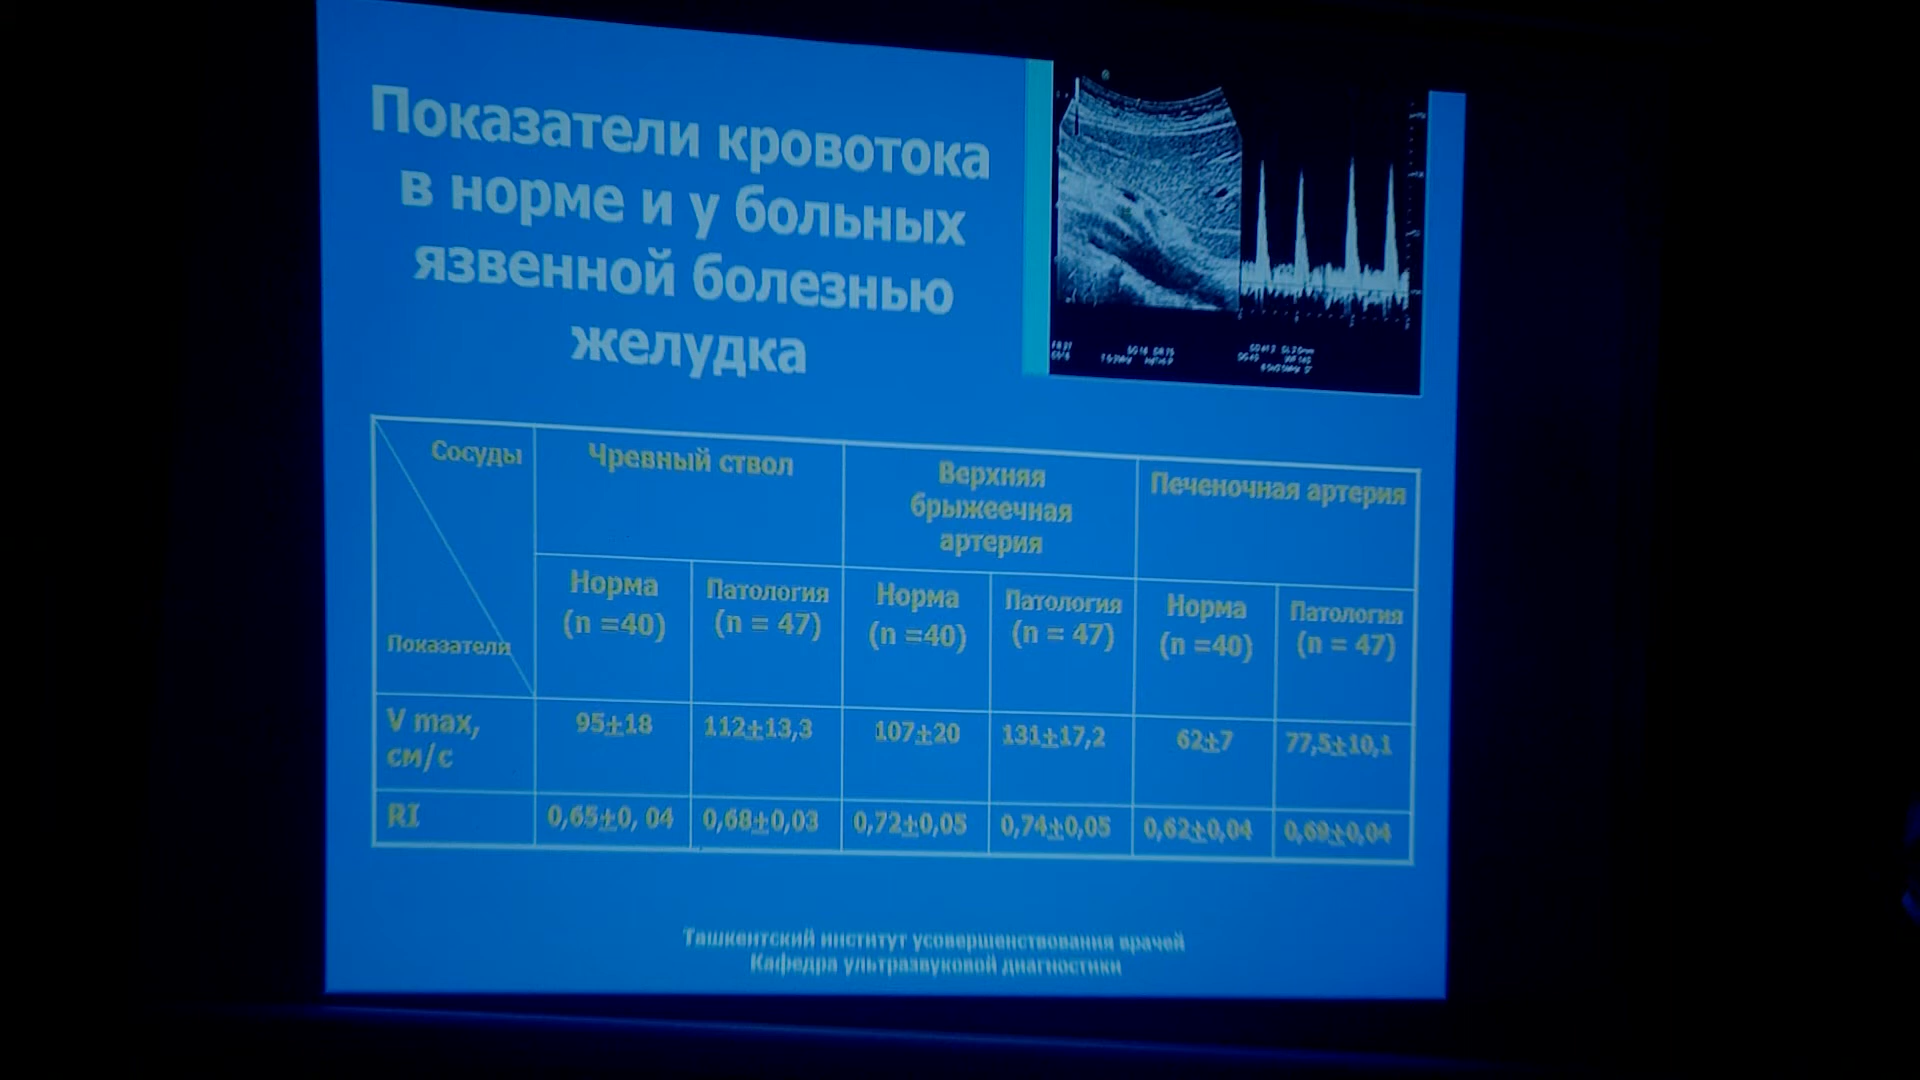 Показатели кровотока
в норме и у больных
язвенной болезнью
желудка
Сосуды
Показатели
Чревный ствол
Верхняя
брыжеечная
артерия
Печеночная артерия
Норма
(n =40)
Патология
(n = 47)
Норма
(n =40)
Патология
(n = 47)
Норма
(n =40)
Патология
(n = 47)
V max,
см/с
95±18
112±13,3
107±20
131±17,2
62±7
77,5±10,1
RI
0,65±0, 04
0,68±0,03
0,72±0,05
0,74±0,05
0,62±0,04
0,69±0,04
Ташкентский институт усовершенствования врачей
Кафедра ультразвуковой диагностики